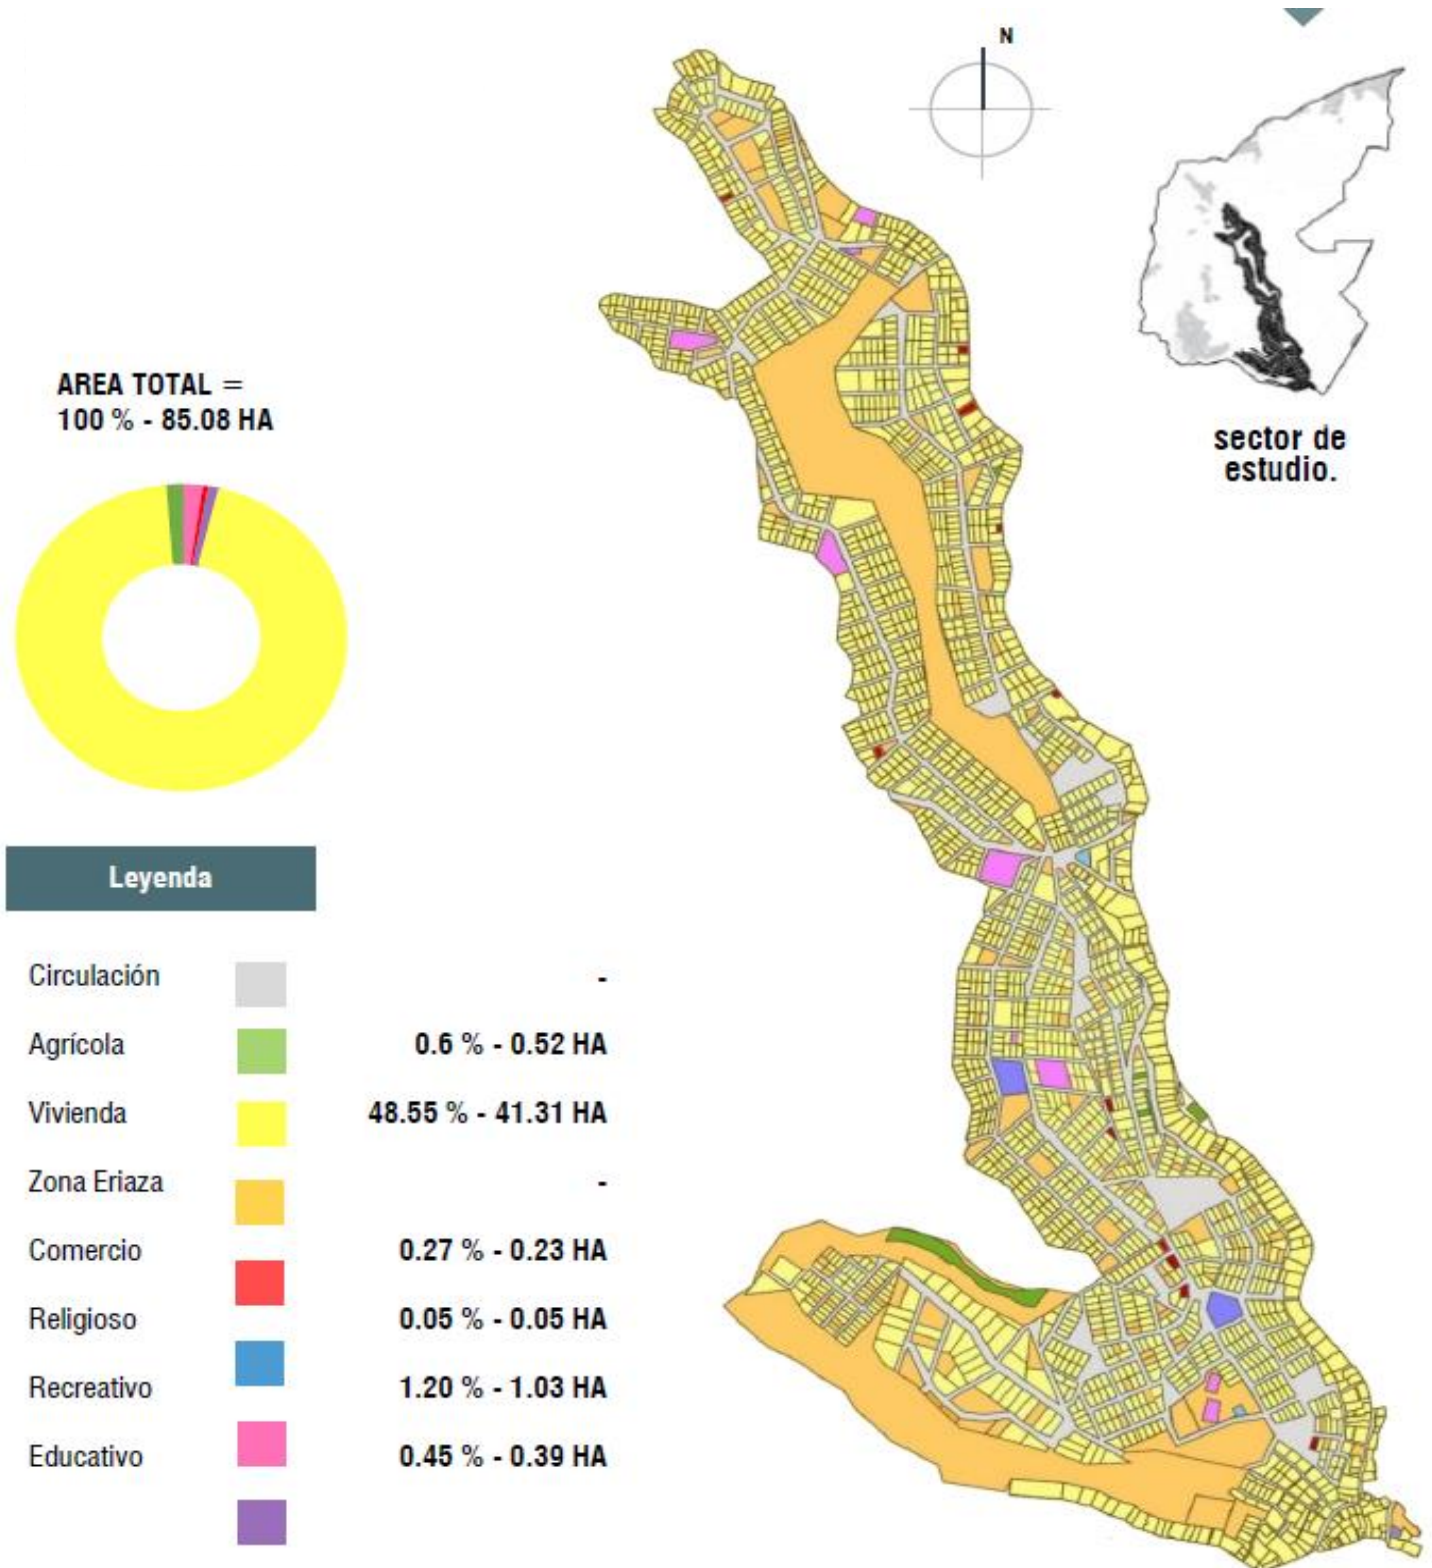 N
AREA TOTAL =
100 % - 85.08 HA
sector de
estudio.
Leyenda
Circulación -
Agrícola 0.6 % - 0.52 HA
Vivienda 48.55 % - 41.31 HA
Zona Eriaza -
Comercio 0.27 % - 0.23 HA
Religioso 0.05 % - 0.05 HA
Recreativo 1.20 % - 1.03 HA
Educativo 0.45 % - 0.39 HA